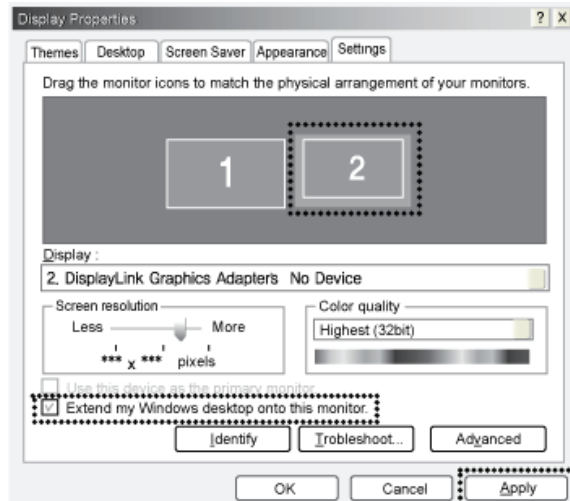 Display Properties
? X
Themes Desktop Screen Saver Appearance Settings
Drag the monitor icons to match the physical arrangement of your monitors.
1 2
Display :
2. DisplayLink Graphics Adapters No Device
Screen resolution Color quality
Less More Highest (32bit)
*** x *** pixels
Use this device as the primary monitor
Extend my Windows desktop onto this monitor.
Identify Trobleshoot... Advanced
OK Cancel Apply